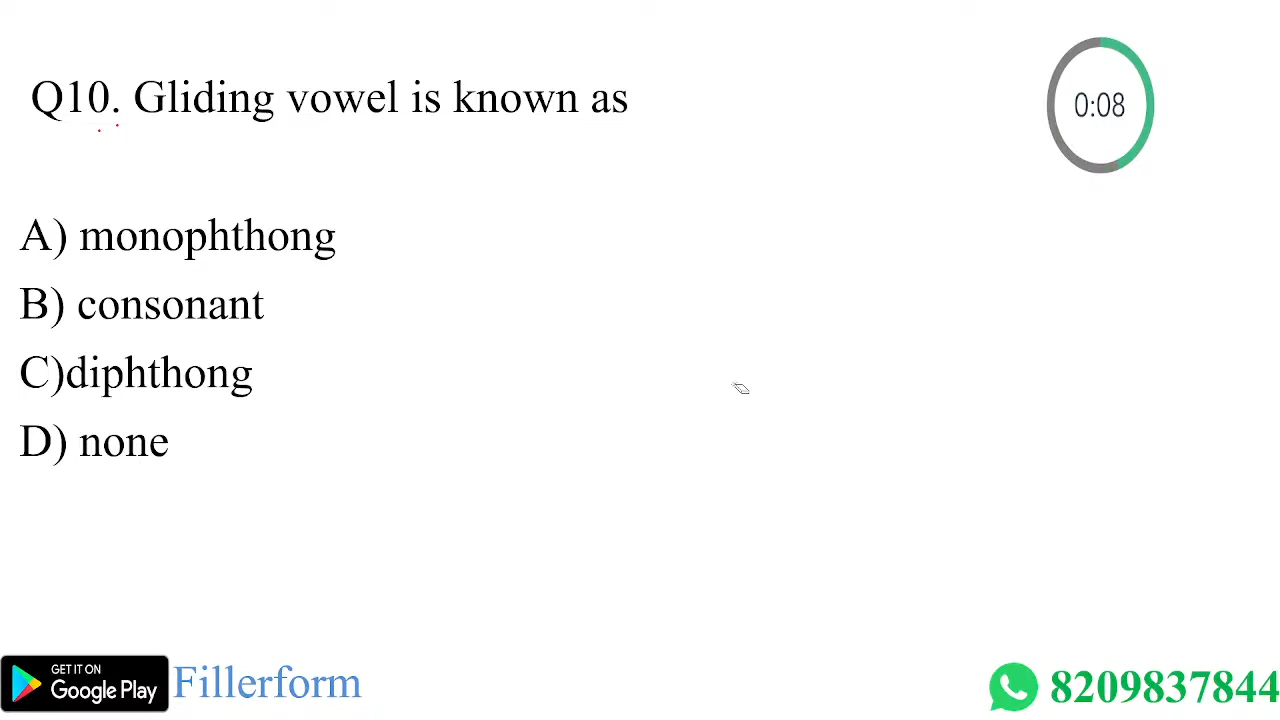 Q10. Gliding vowel is known as
0:08
A) monophthong
B) consonant
C)diphthong
D) none
GET IT ON
Google Play
Fillerform
8209837844